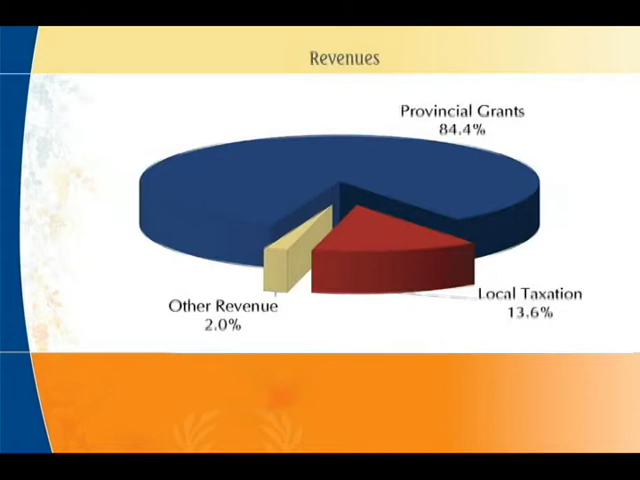 Revenues
Provincial Grants
84.4%
Other Revenue
2.0%
Local Taxation
13.6%